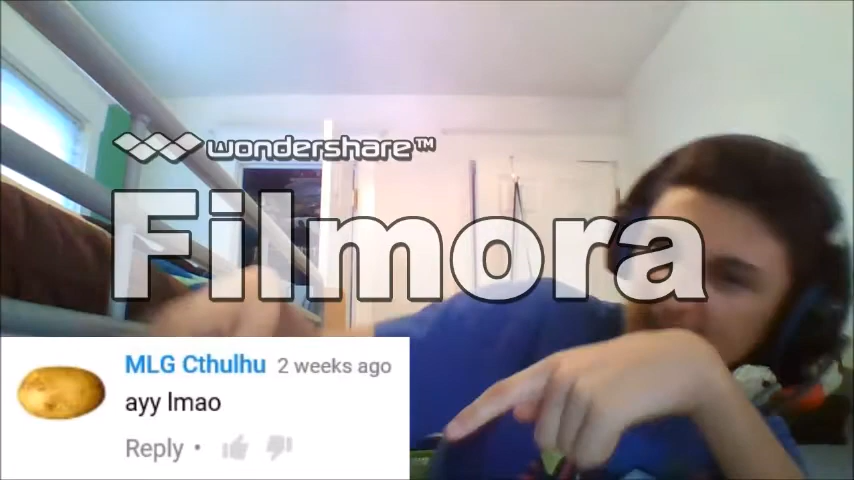 wondershare™
Filmora
MLG Cthulhu 2 weeks ago
ayy lmao
Reply •